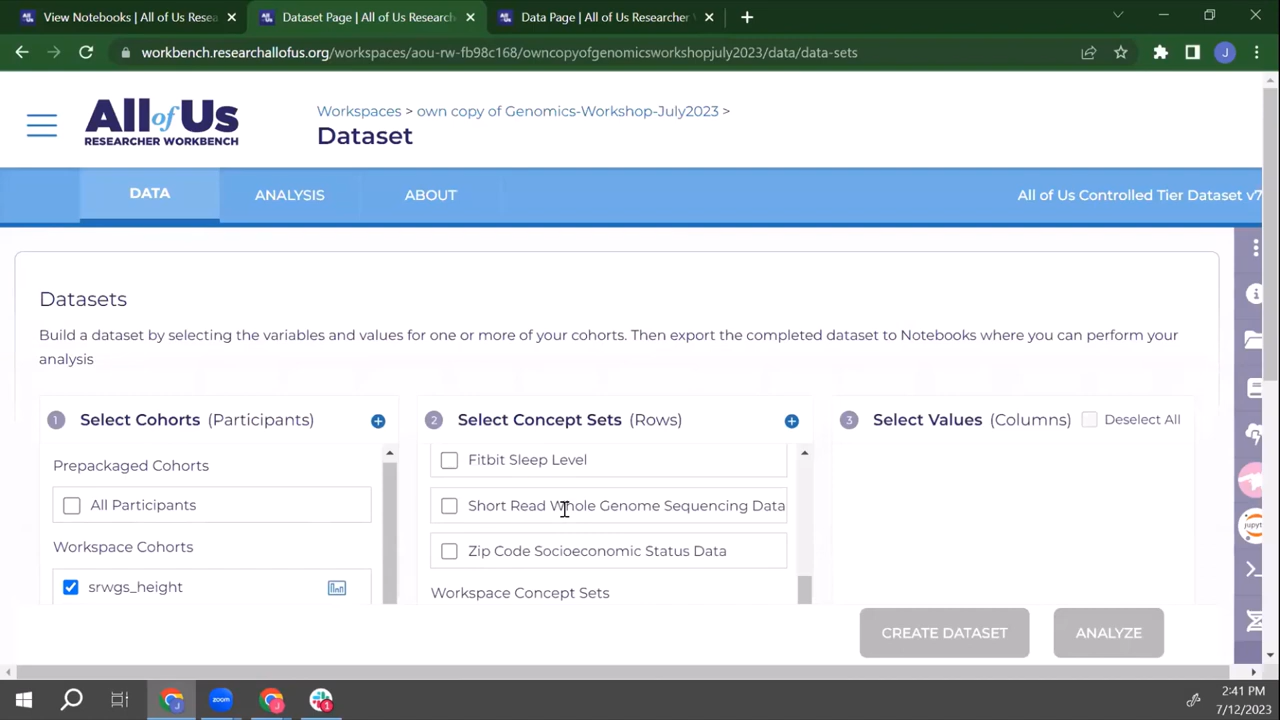 View Notebooks | All of Us Resea
Dataset Page | All of Us Research
Data Page | All of Us Researcher
workbench.researchallofus.org/workspaces/aou-rw-fb98c168/owncopyofgenomicsworkshopjuly2023/data/data-sets
J
All of Us
RESEARCHER WORKBENCH
Workspaces > own copy of Genomics-Workshop-July2023 >
Dataset
DATA
ANALYSIS
ABOUT
All of Us Controlled Tier Dataset v7
Datasets
Build a dataset by selecting the variables and values for one or more of your cohorts. Then export the completed dataset to Notebooks where you can perform your
analysis
1 Select Cohorts (Participants)
Prepackaged Cohorts
All Participants
Workspace Cohorts
srwgs_height
2 Select Concept Sets (Rows)
Fitbit Sleep Level
Short Read Whole Genome Sequencing Data
Zip Code Socioeconomic Status Data
Workspace Concept Sets
3 Select Values (Columns)
Deselect All
CREATE DATASET
ANALYZE
jupyter
zoom
J
J
1
2:41 PM
7/12/2023